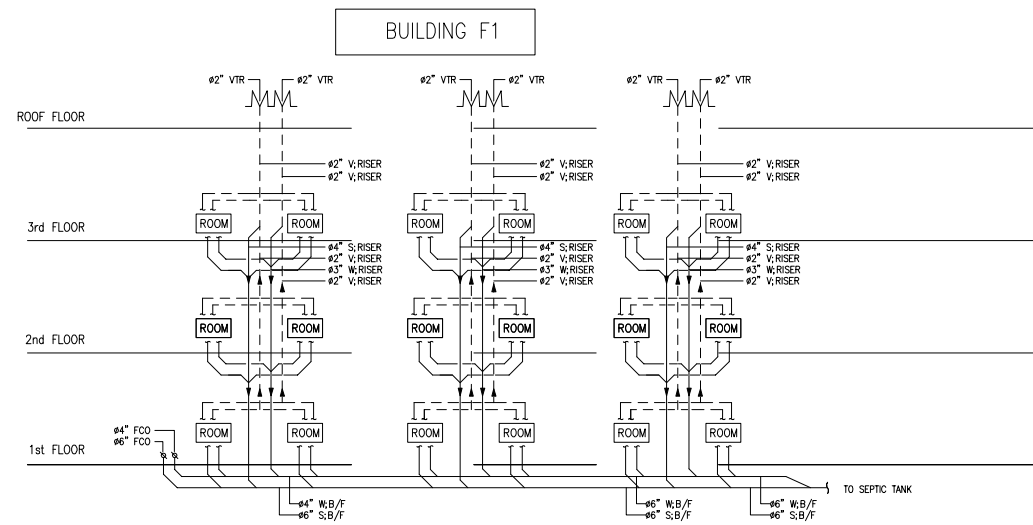 BUILDING F1
ø2" VTR ø2" VTR ø2" VTR ø2" VTR ø2" VTR ø2" VTR
ROOF FLOOR
ø2" V;RISER ø2" V;RISER ø2" V;RISER
ø2" V;RISER ø2" V;RISER ø2" V;RISER
ROOM ROOM ROOM ROOM ROOM ROOM
3rd FLOOR
ø4" S;RISER ø4" S;RISER ø4" S;RISER
ø2" V;RISER ø2" V;RISER ø2" V;RISER
ø3" W;RISER ø3" W;RISER ø3" W;RISER
ø2" V;RISER ø2" V;RISER ø2" V;RISER
ROOM ROOM ROOM ROOM ROOM ROOM
2nd FLOOR
ø4" FCO
ROOM ROOM ROOM ROOM ROOM ROOM
ø6" FCO
1st FLOOR
TO SEPTIC TANK
ø4" W;B/F ø6" W;B/F ø6" W;B/F
ø6" S;B/F ø6" S;B/F ø6" S;B/F